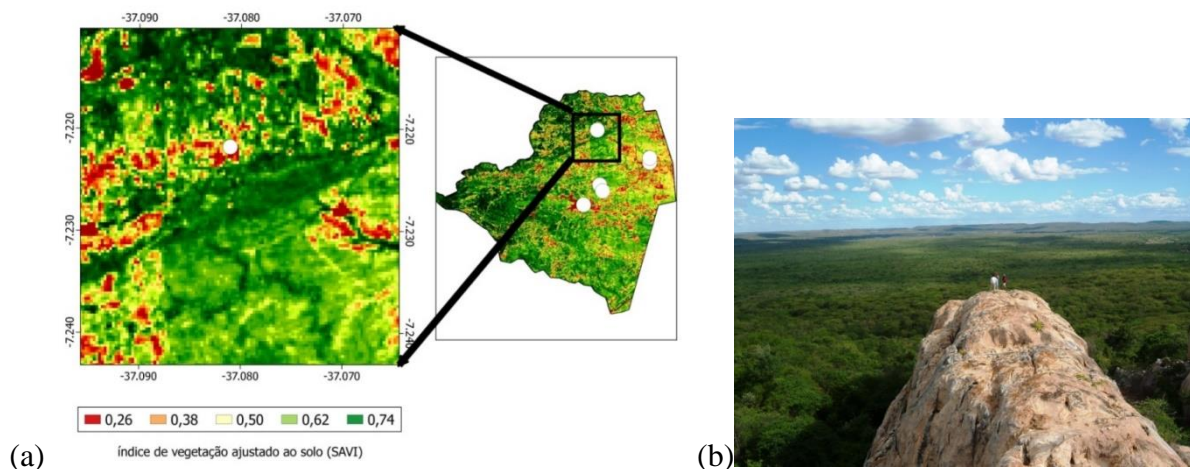 -37.090 -37.080 -37.070
-7.220 -7.220
-7.230 -7.230
-7.240 -7.240
-37.090 -37.080 -37.070
0,26 0,38 0,50 0,62 0,74
índice de vegetação ajustado ao solo (SAVI)
(a) (b)